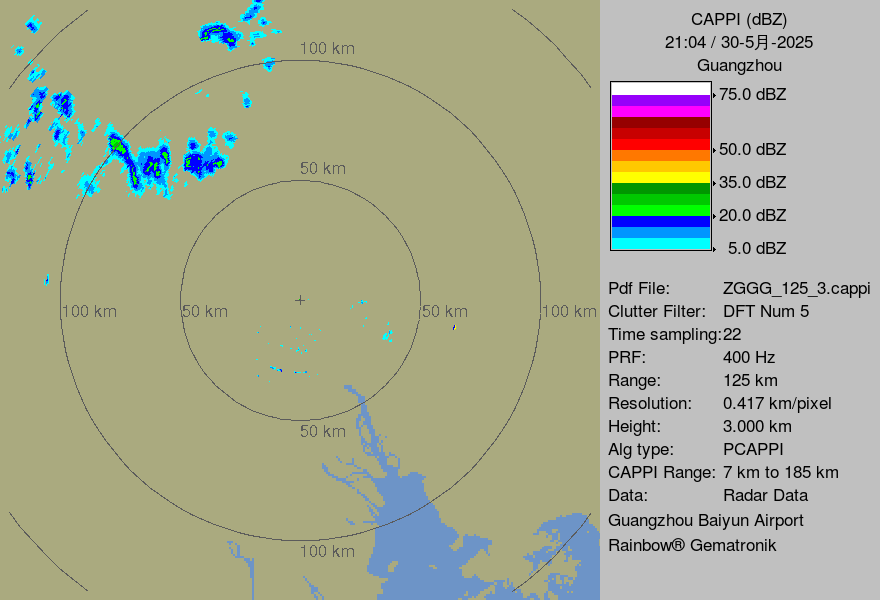 CAPPI (dBZ)
21:04 / 30-5月-2025
Guangzhou
75.0 dBZ
50.0 dBZ
35.0 dBZ
20.0 dBZ
5.0 dBZ
100 km
50 km
100 km
50 km
50 km
100 km
50 km
100 km
Pdf File: ZGGG_125_3.cappi
Clutter Filter: DFT Num 5
Time sampling:22
PRF: 400 Hz
Range: 125 km
Resolution: 0.417 km/pixel
Height: 3.000 km
Alg type: PCAPPI
CAPPI Range: 7 km to 185 km
Data: Radar Data
Guangzhou Baiyun Airport
Rainbow® Gematronik